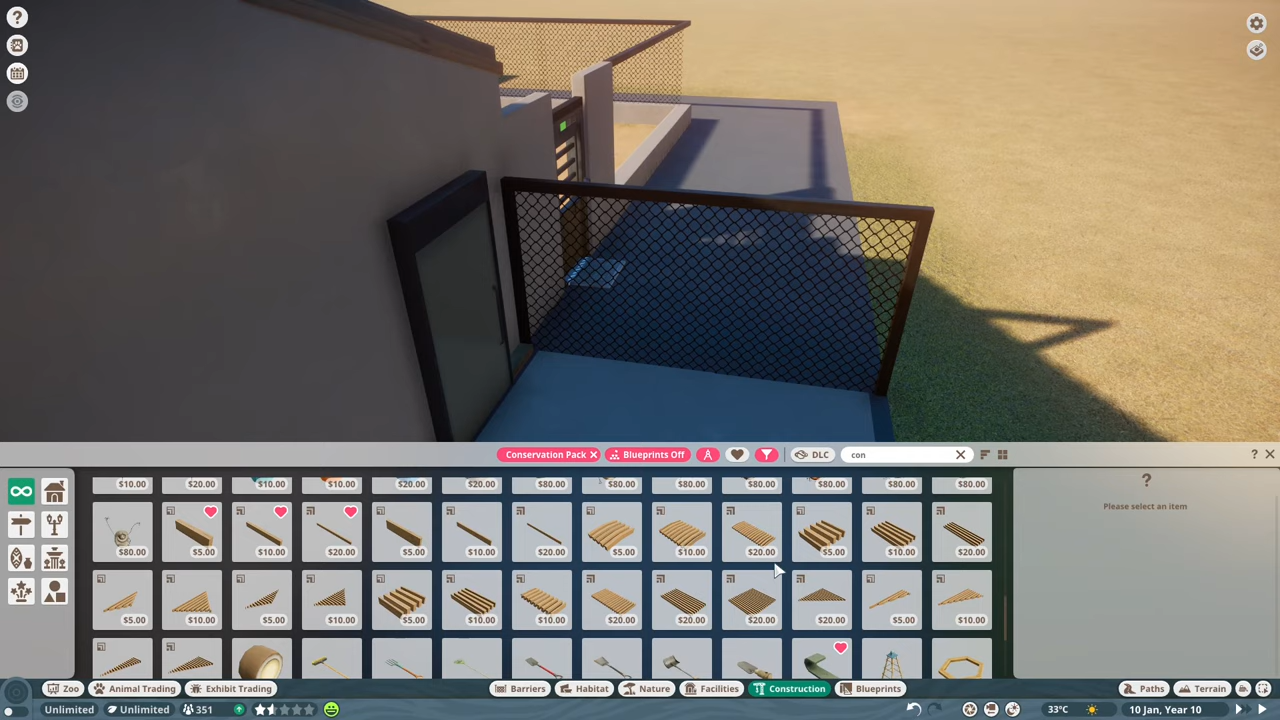 Conservation Pack
Blueprints Off
DLC
con
?
$10.00 $20.00 $10.00 $10.00 $20.00 $20.00 $80.00 $80.00 $80.00 $80.00 $80.00 $80.00 $80.00
$80.00 $5.00 $10.00 $20.00 $5.00 $10.00 $20.00 $5.00 $10.00 $20.00 $5.00 $10.00 $20.00
$5.00 $10.00 $5.00 $10.00 $5.00 $10.00 $10.00 $20.00 $20.00 $20.00 $20.00 $5.00 $10.00
?
Please select an item
Zoo Animal Trading Exhibit Trading Barriers Habitat Nature Facilities Construction Blueprints Paths Terrain
Unlimited Unlimited 351 33°C 10 Jan, Year 10